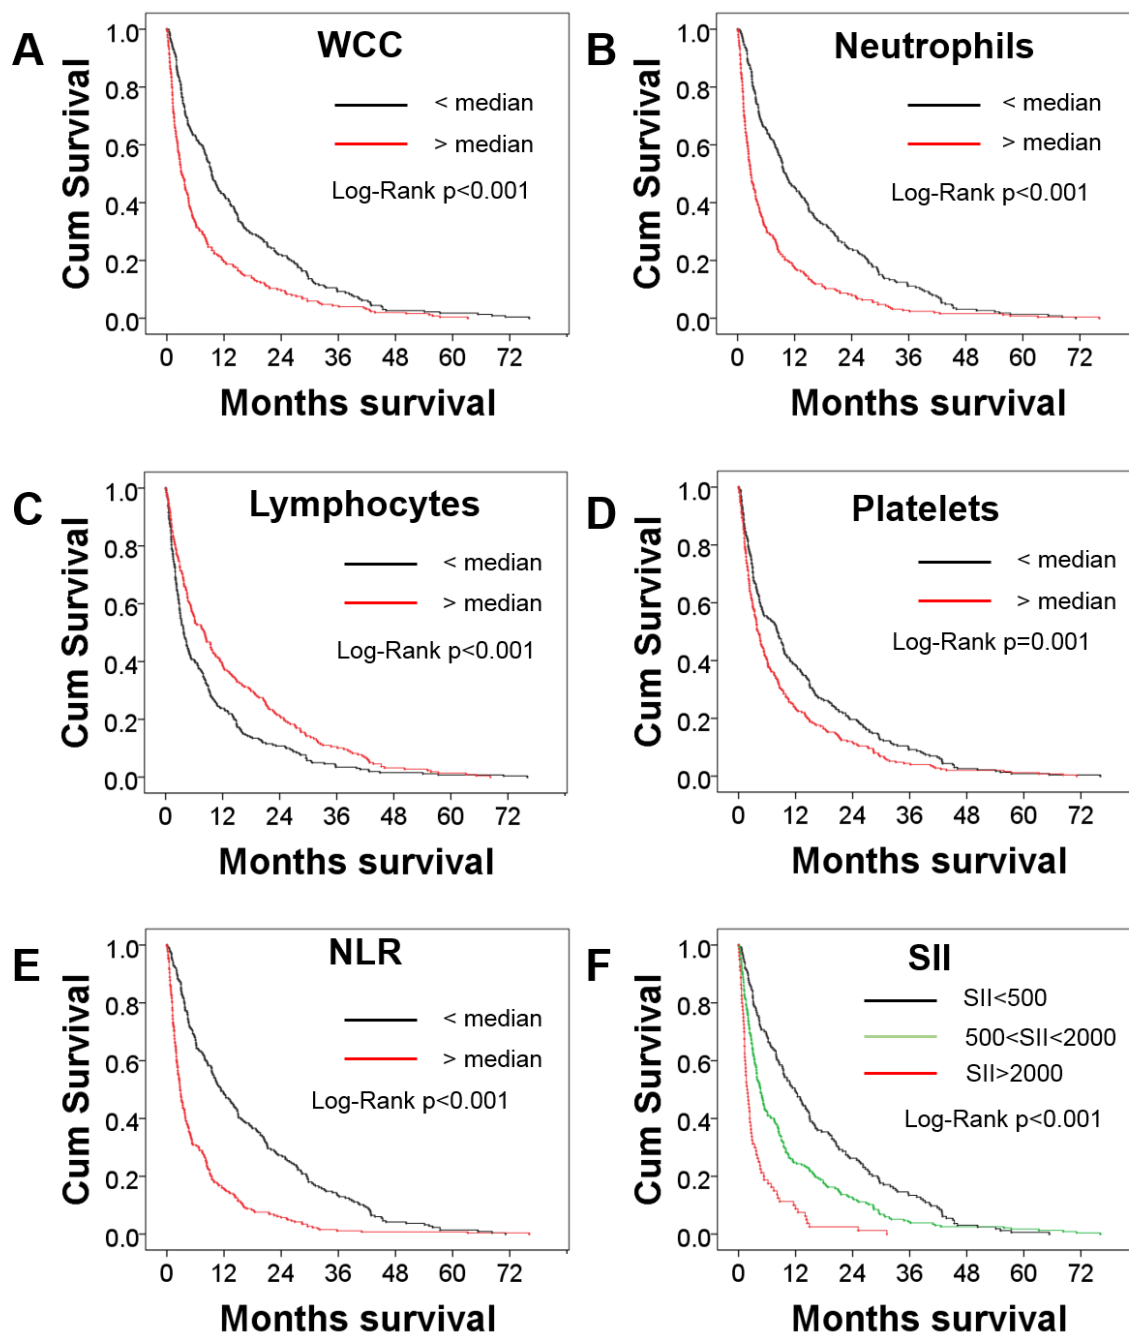 A
WCC
1.0
0.8
0.6
0.4
0.2
0.0
Cum Survival
< median
> median
Log-Rank p<0.001
0 12 24 36 48 60 72
Months survival
B
Neutrophils
1.0
0.8
0.6
0.4
0.2
0.0
Cum Survival
< median
> median
Log-Rank p<0.001
0 12 24 36 48 60 72
Months survival
C
Lymphocytes
1.0
0.8
0.6
0.4
0.2
0.0
Cum Survival
< median
> median
Log-Rank p<0.001
0 12 24 36 48 60 72
Months survival
D
Platelets
1.0
0.8
0.6
0.4
0.2
0.0
Cum Survival
< median
> median
Log-Rank p=0.001
0 12 24 36 48 60 72
Months survival
E
NLR
1.0
0.8
0.6
0.4
0.2
0.0
Cum Survival
< median
> median
Log-Rank p<0.001
0 12 24 36 48 60 72
Months survival
F
SII
1.0
0.8
0.6
0.4
0.2
0.0
Cum Survival
SII<500
500<SII<2000
SII>2000
Log-Rank p<0.001
0 12 24 36 48 60 72
Months survival